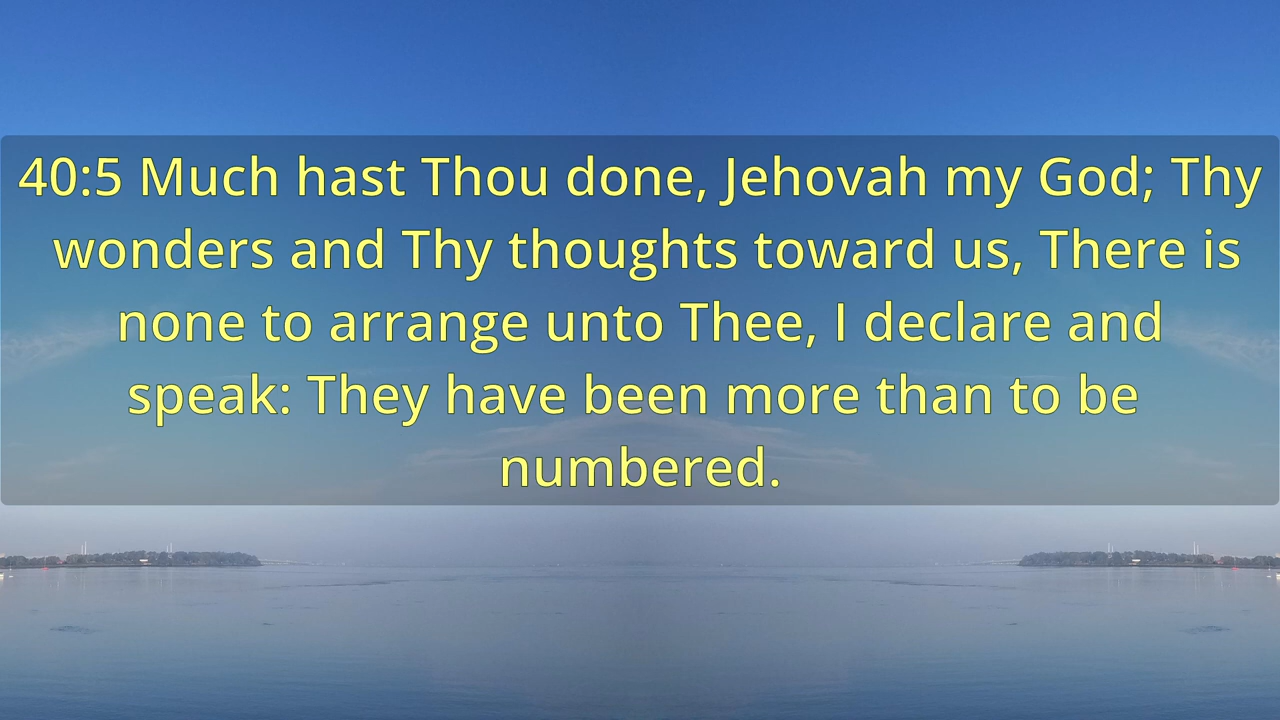 40:5 Much hast Thou done, Jehovah my God; Thy
wonders and Thy thoughts toward us, There is
none to arrange unto Thee, I declare and
speak: They have been more than to be
numbered.